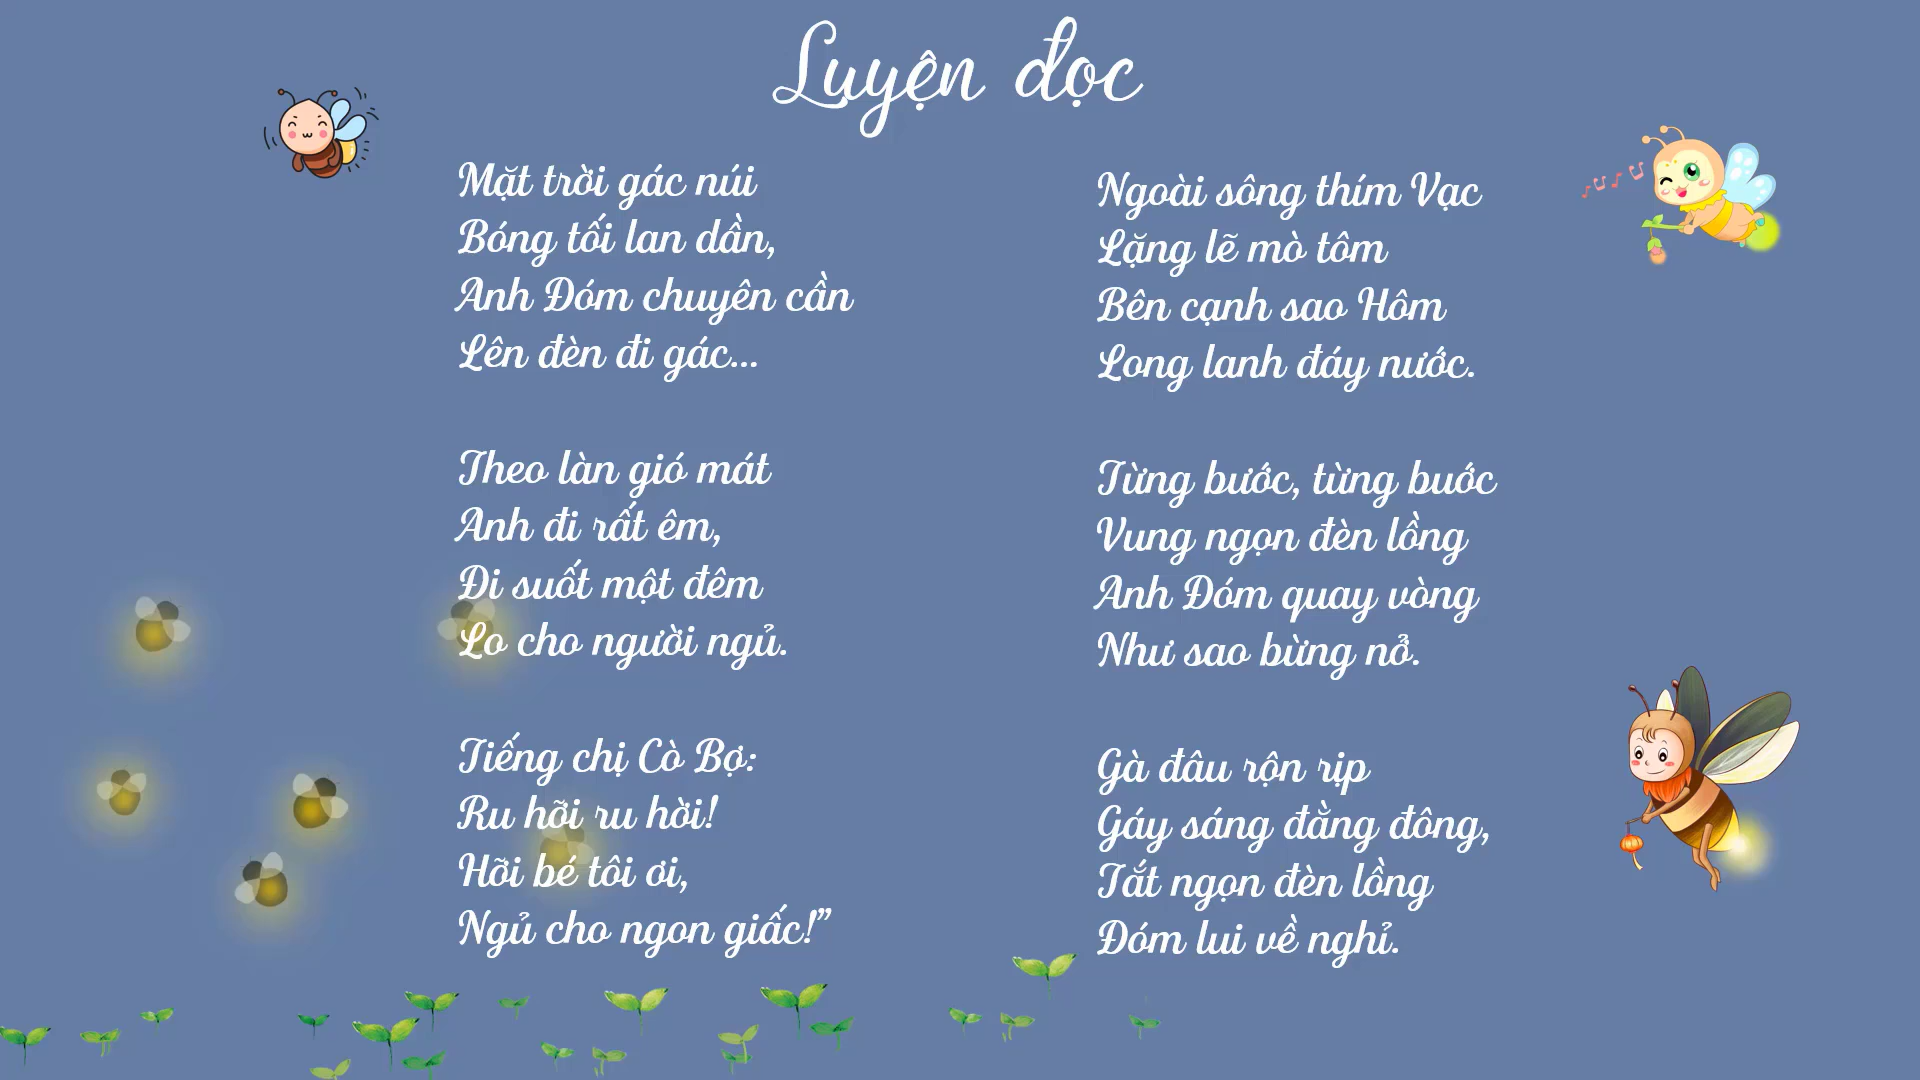 Luyện đọc
Mặt trời gác núi
Bóng tối lan dần,
Anh Đóm chuyên cần
Lên đèn đi gác...
Theo làn gió mát
Anh đi rất êm,
Đi suốt một đêm
Lo cho người ngủ.
Tiếng chị Cò Bợ:
Ru hỡi ru hời!
Hỡi bé tôi ơi,
Ngủ cho ngon giấc!”
Ngoài sông thím Vạc
Lặng lẽ mò tôm
Bên cạnh sao Hôm
Long lanh đáy nước.
Từng bước, từng buớc
Vung ngọn đèn lồng
Anh Đóm quay vòng
Như sao bừng nở.
Gà đâu rộn rịp
Gáy sáng đằng đông,
Tắt ngọn đèn lồng
Đóm lui về nghỉ.